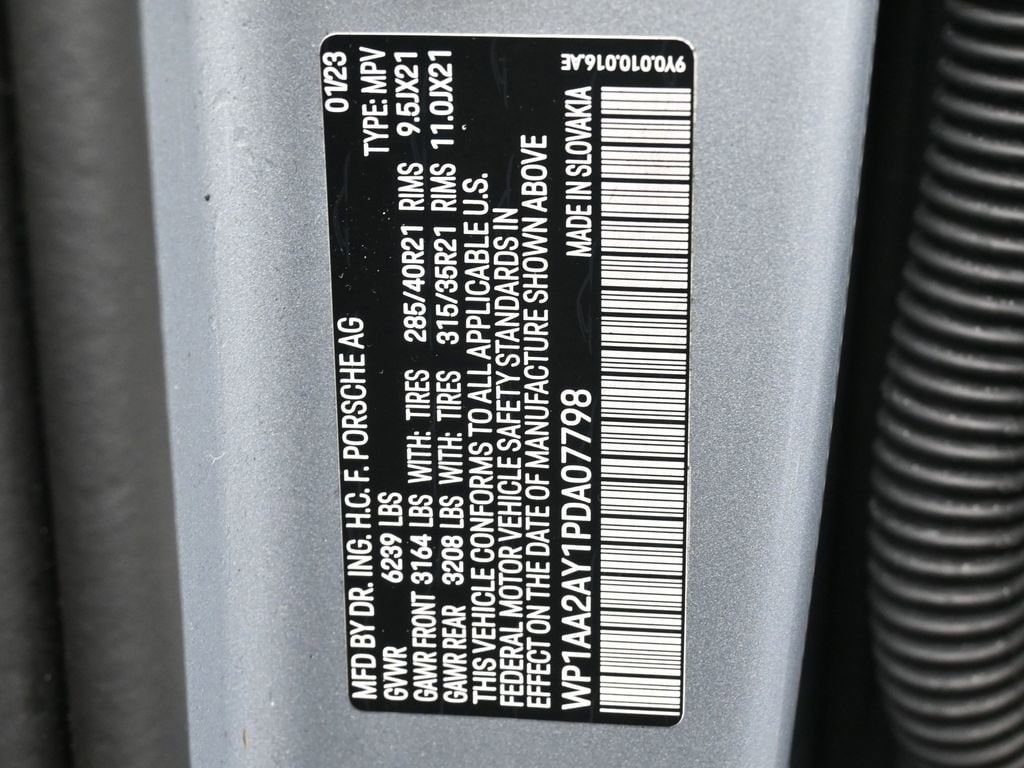 MFD BY DR. ING. H.C. F. PORSCHE AG 01/23
GVWR 6239 LBS TYPE: MPV
GAWR FRONT 3164 LBS WITH: TIRES 285/40R21 RIMS 9.5JX21
GAWR REAR 3208 LBS WITH: TIRES 315/35R21 RIMS 11.0JX21
THIS VEHICLE CONFORMS TO ALL APPLICABLE U.S.
FEDERAL MOTOR VEHICLE SAFETY STANDARDS IN
EFFECT ON THE DATE OF MANUFACTURE SHOWN ABOVE
WP1AA2AY1PDA07798 MADE IN SLOVAKIA
9Y0.010.016.AE